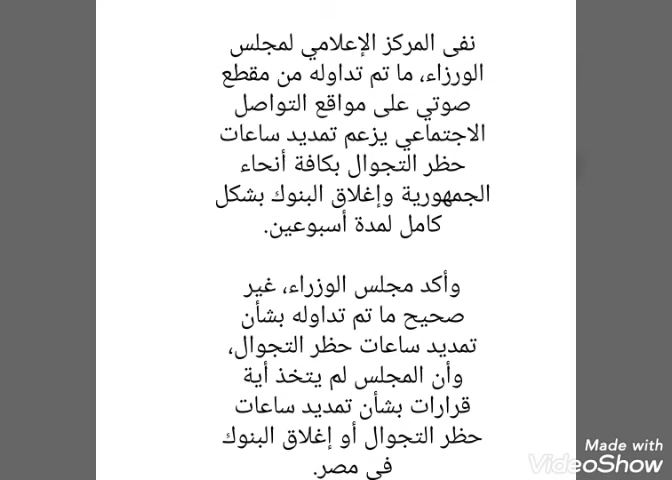 نفى المركز الإعلامي لمجلس
الورزاء، ما تم تداوله من مقطع
صوتي على مواقع التواصل
الاجتماعي يزعم تمديد ساعات
حظر التجوال بكافة أنحاء
الجمهورية وإغلاق البنوك بشكل
كامل لمدة أسبوعين.
وأكد مجلس الوزراء، غير
صحيح ما تم تداوله بشأن
تمديد ساعات حظر التجوال،
وأن المجلس لم يتخذ أية
قرارات بشأن تمديد ساعات
حظر التجوال أو إغلاق البنوك
في مصر.
Made with
VideoShow